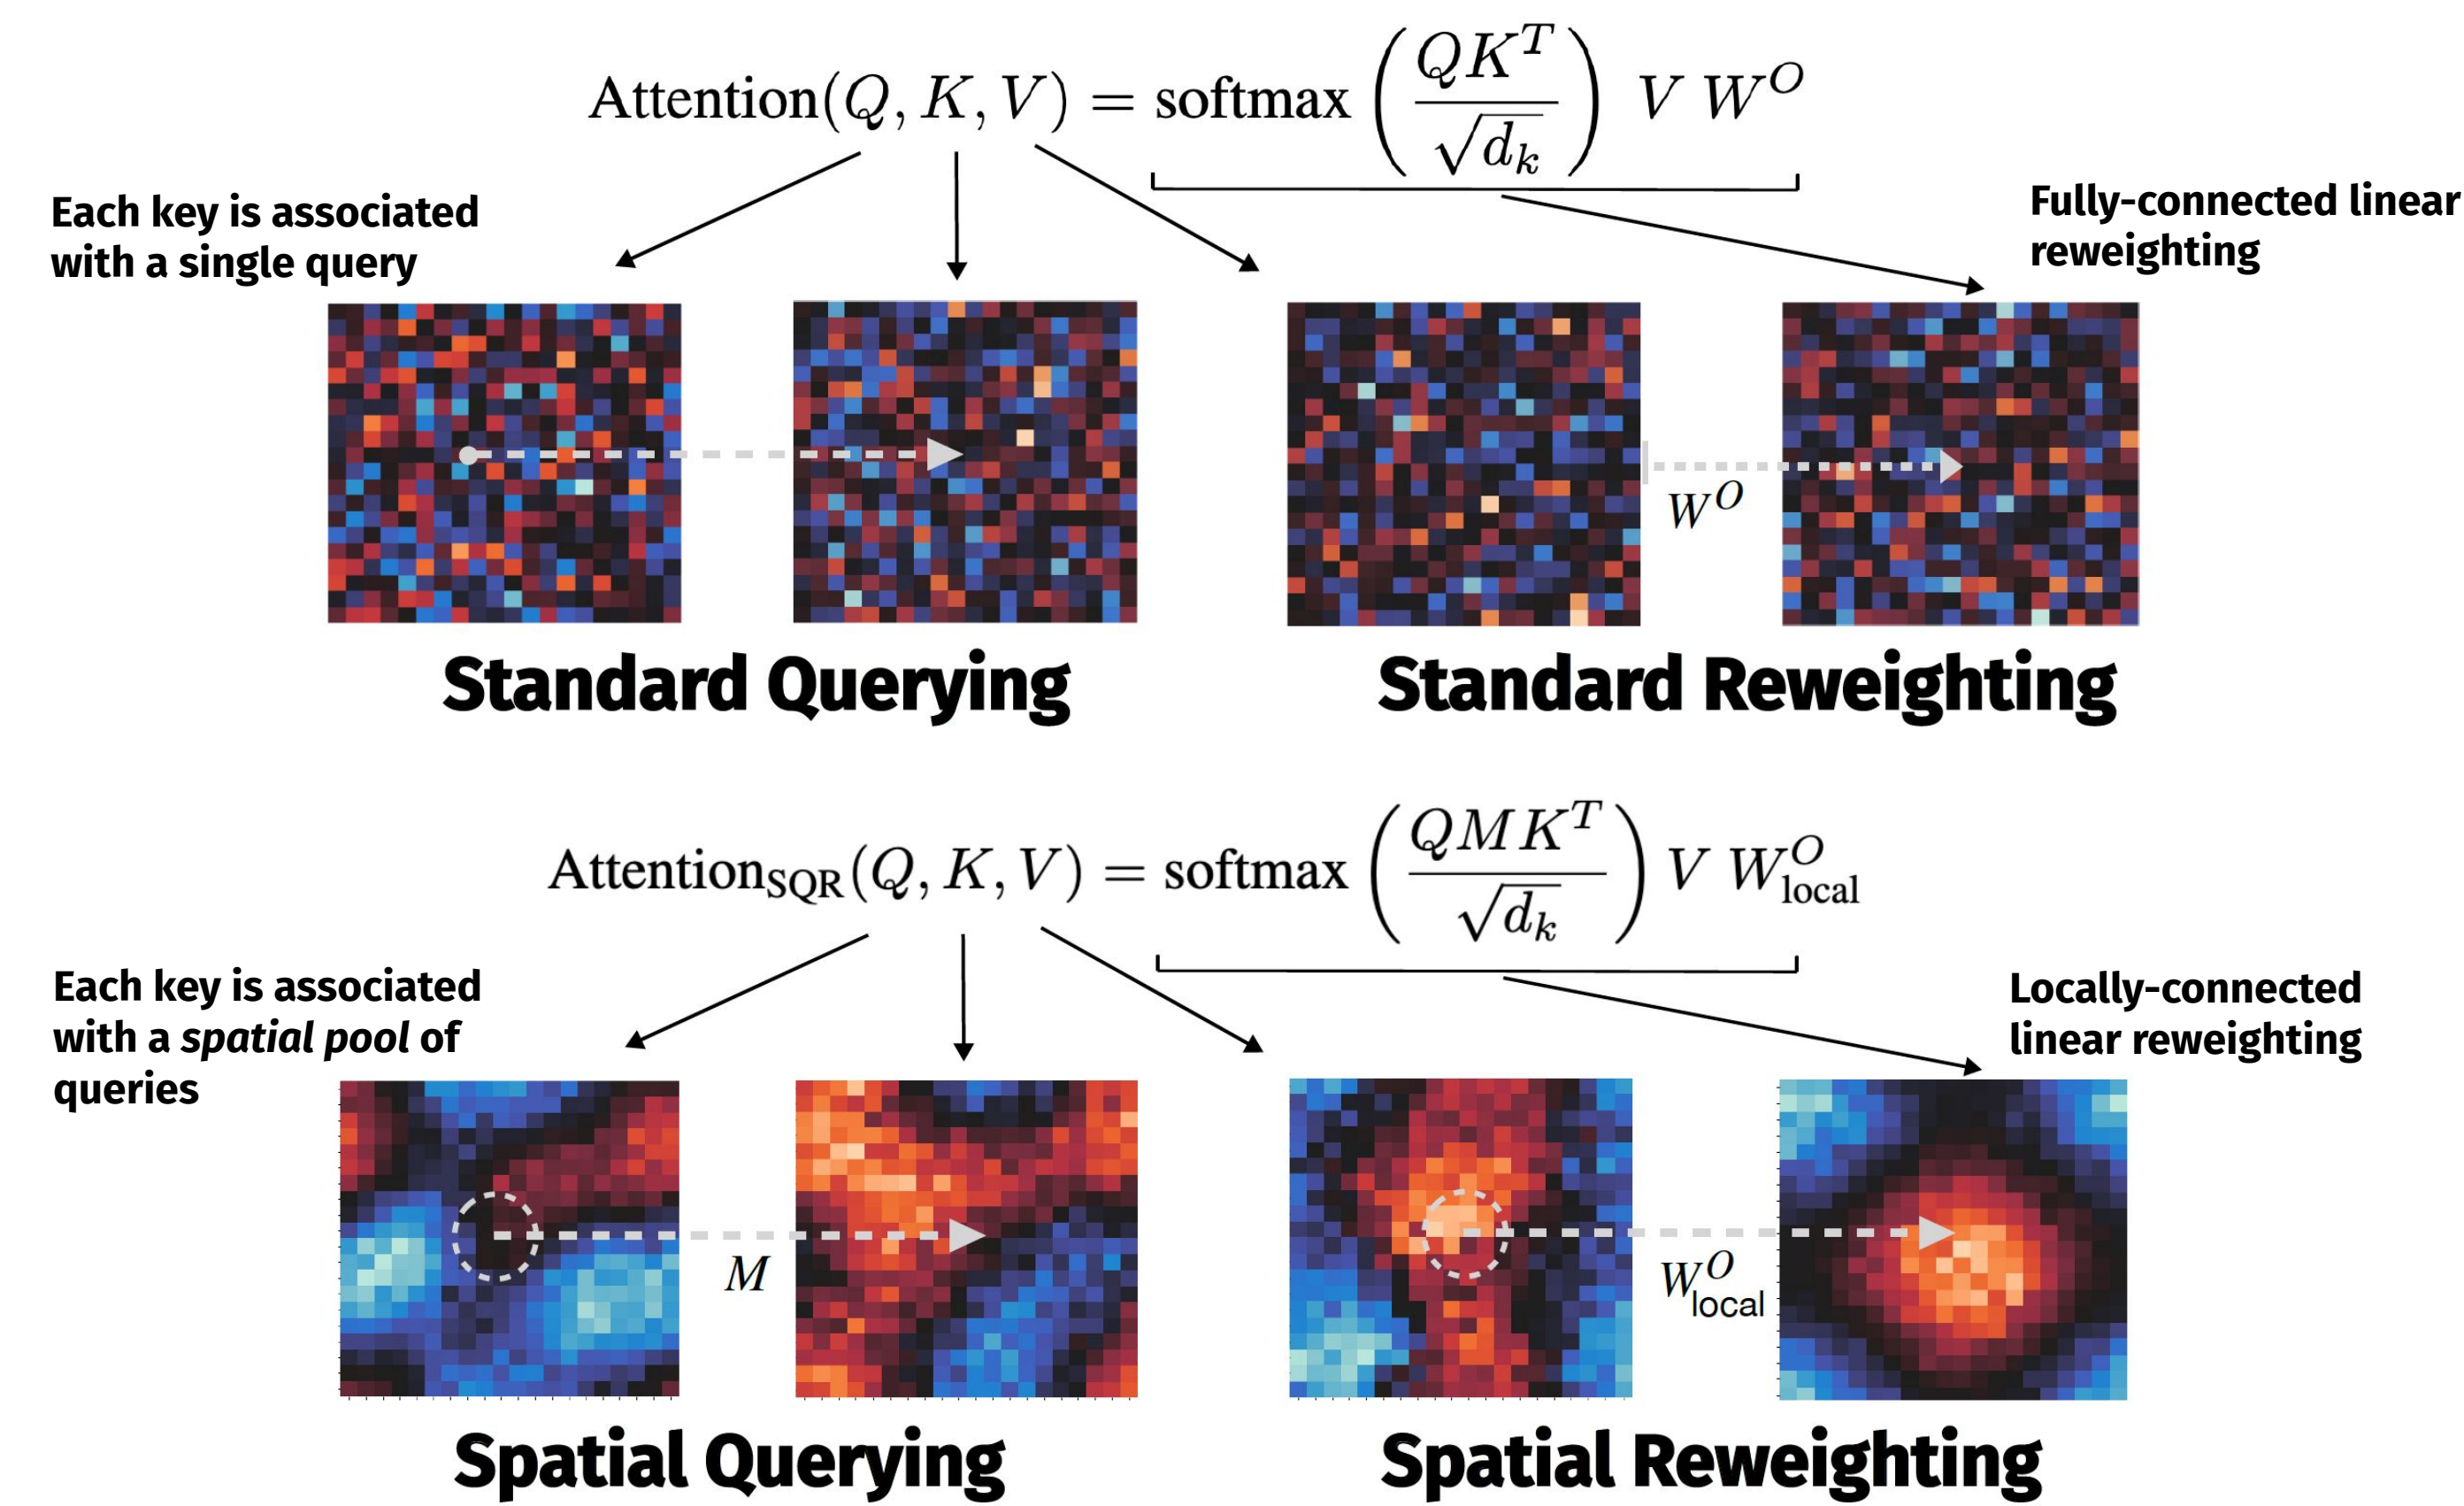 Attention(Q, K, V) = softmax (QK^T / √d_k) V W^O
Each key is associated
with a single query
Fully-connected linear
reweighting
W^O
Standard Querying
Standard Reweighting
Attention_SQR(Q, K, V) = softmax (QMK^T / √d_k) V W^O_local
Each key is associated
with a spatial pool of
queries
Locally-connected
linear reweighting
M
W^O_local
Spatial Querying
Spatial Reweighting